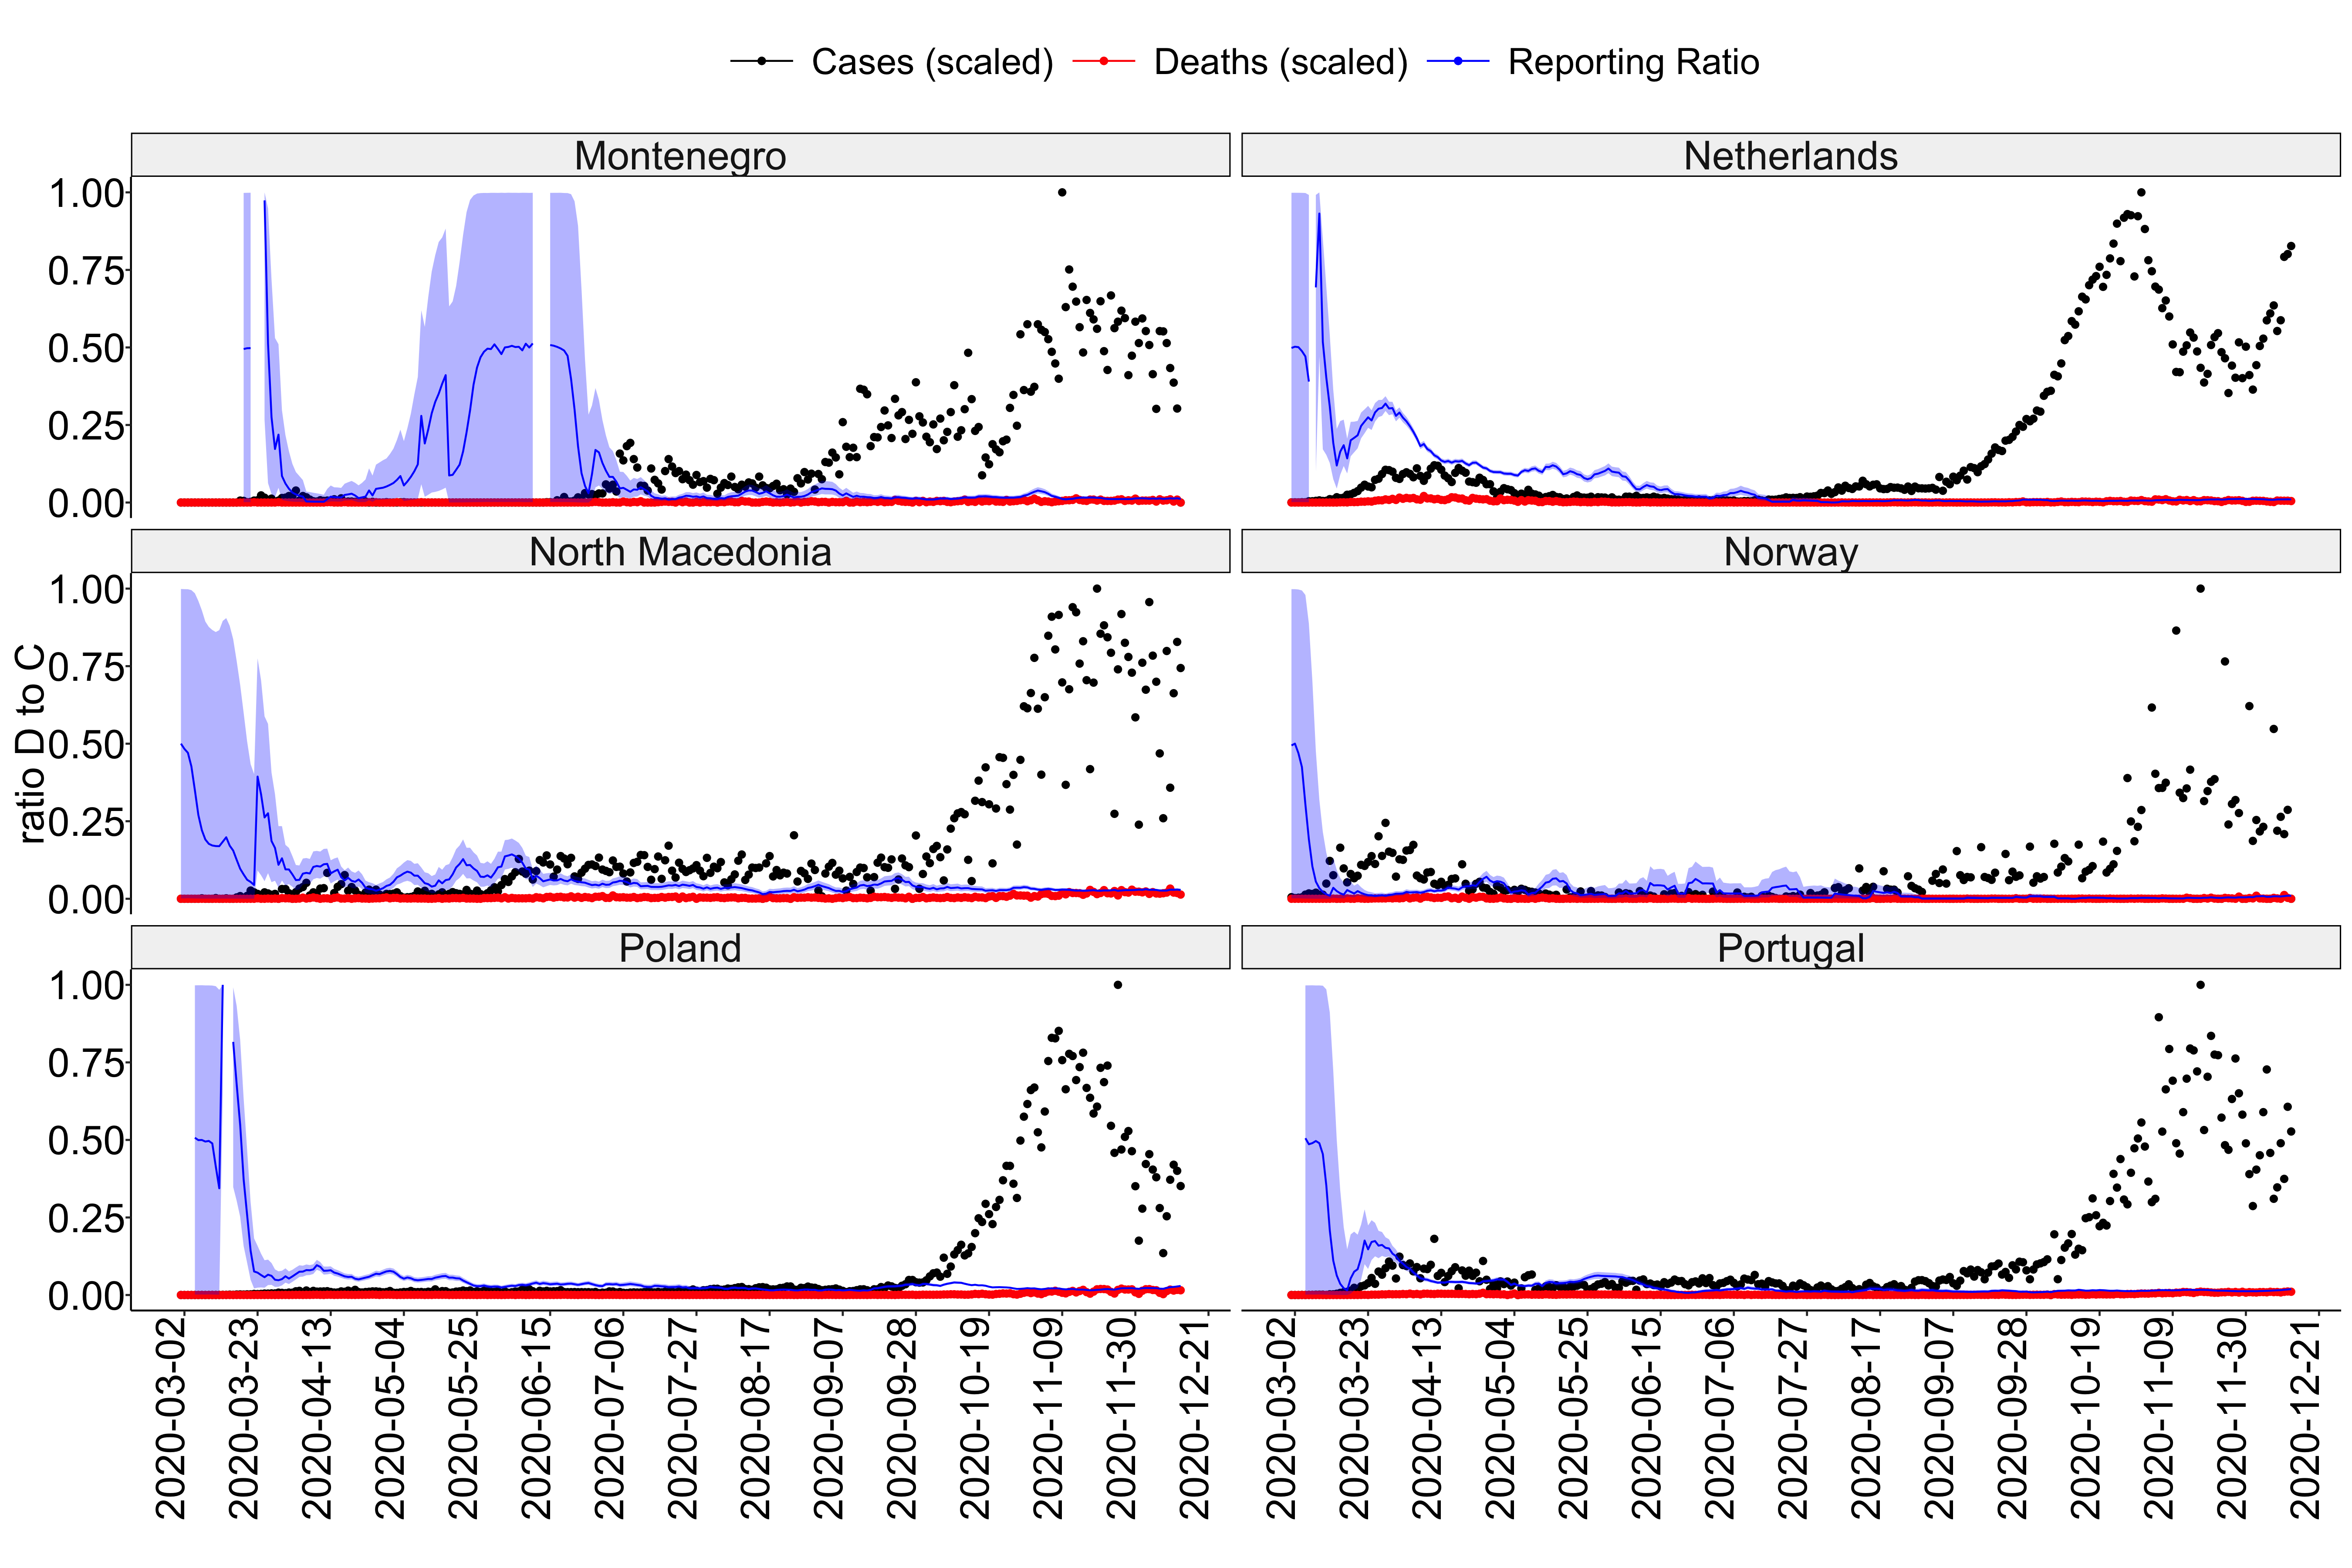 Cases (scaled) Deaths (scaled) Reporting Ratio
Montenegro Netherlands
1.00
0.75
0.50
0.25
0.00
North Macedonia Norway
1.00
0.75
0.50
0.25
0.00
ratio D to C
Poland Portugal
1.00
0.75
0.50
0.25
0.00
2020-03-02 2020-03-23 2020-04-13 2020-05-04 2020-05-25 2020-06-15 2020-07-06 2020-07-27 2020-08-17 2020-09-07 2020-09-28 2020-10-19 2020-11-09 2020-11-30 2020-12-21
2020-03-02 2020-03-23 2020-04-13 2020-05-04 2020-05-25 2020-06-15 2020-07-06 2020-07-27 2020-08-17 2020-09-07 2020-09-28 2020-10-19 2020-11-09 2020-11-30 2020-12-21